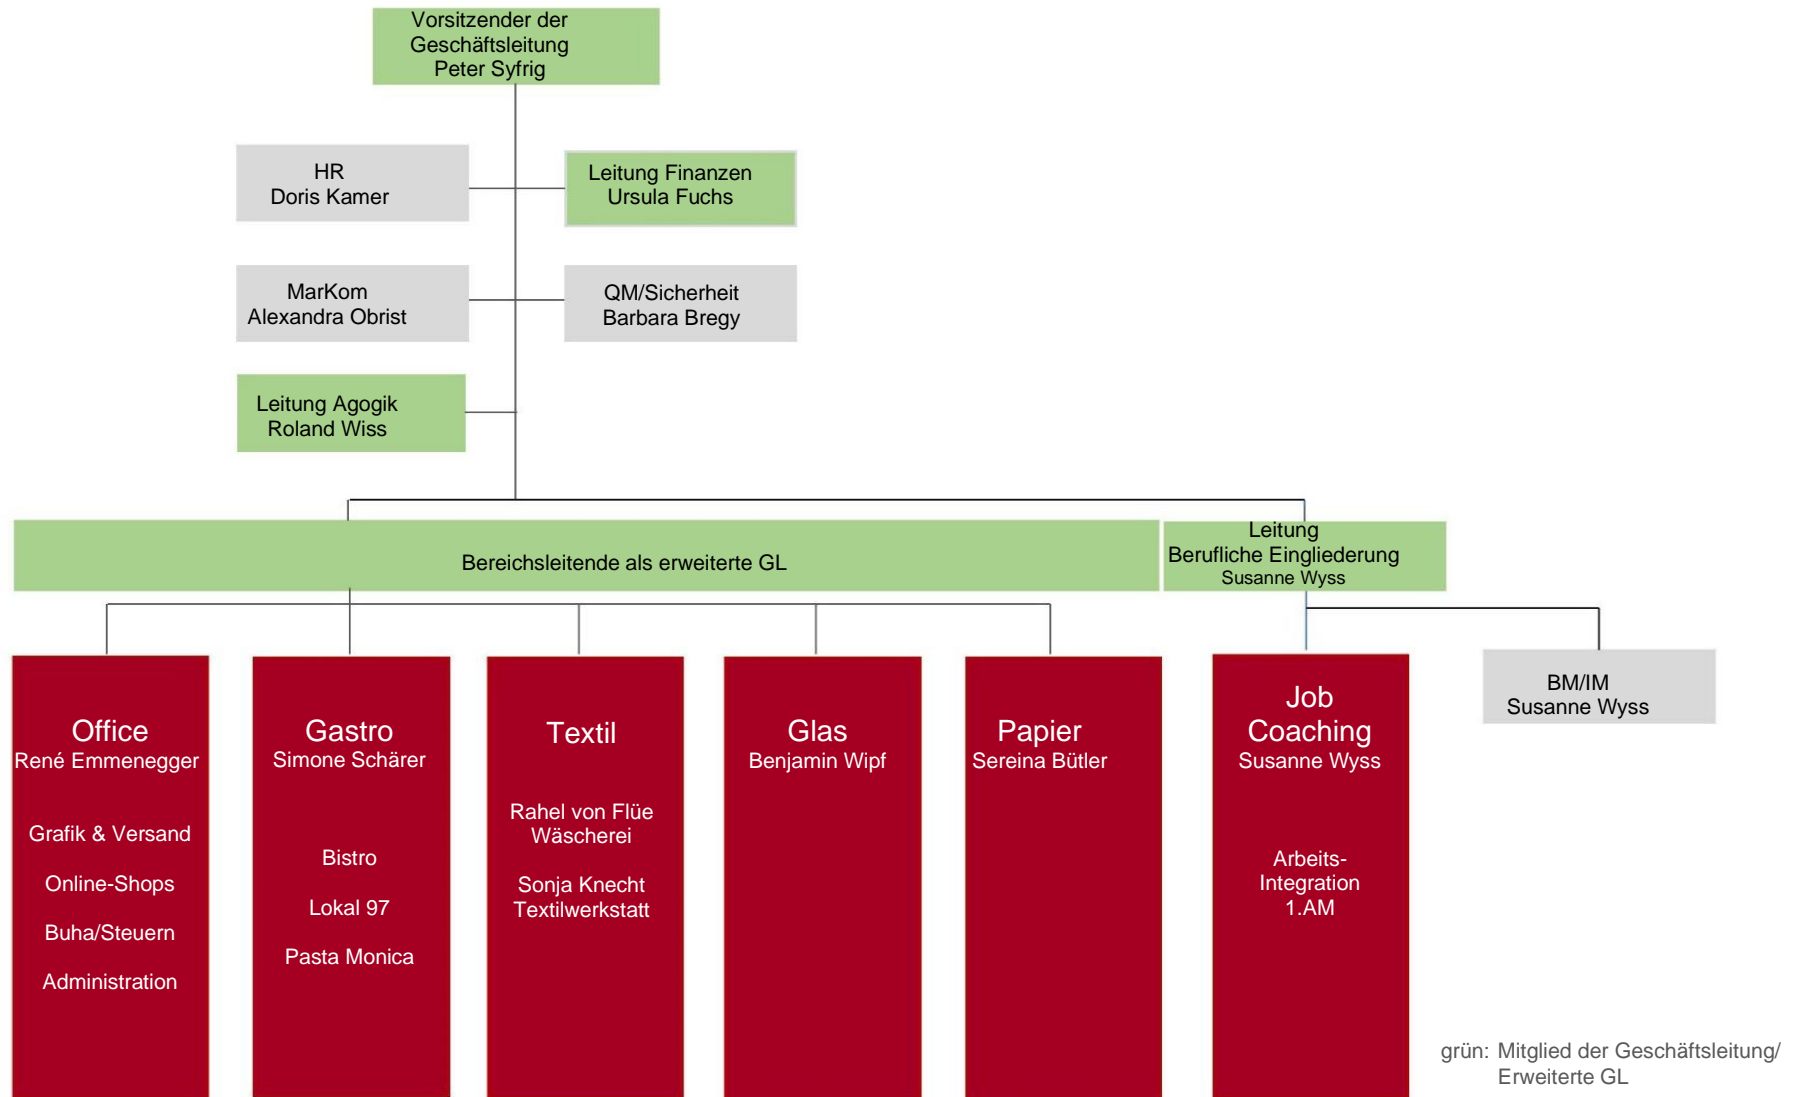 Vorsitzender der
Geschäftsleitung
Peter Syfrig
HR
Doris Kamer
Leitung Finanzen
Ursula Fuchs
MarKom
Alexandra Obrist
QM/Sicherheit
Barbara Bregy
Leitung Agogik
Roland Wiss
Bereichsleitende als erweiterte GL
Leitung
Berufliche Eingliederung
Susanne Wyss
Office
René Emmenegger
Grafik & Versand
Online-Shops
Buha/Steuern
Administration
Gastro
Simone Schärer
Bistro
Lokal 97
Pasta Monica
Textil
Rahel von Flüe
Wäscherei
Sonja Knecht
Textilwerkstatt
Glas
Benjamin Wipf
Papier
Sereina Bütler
Job
Coaching
Susanne Wyss
Arbeits-
Integration
1.AM
BM/IM
Susanne Wyss
grün: Mitglied der Geschäftsleitung/
Erweiterte GL